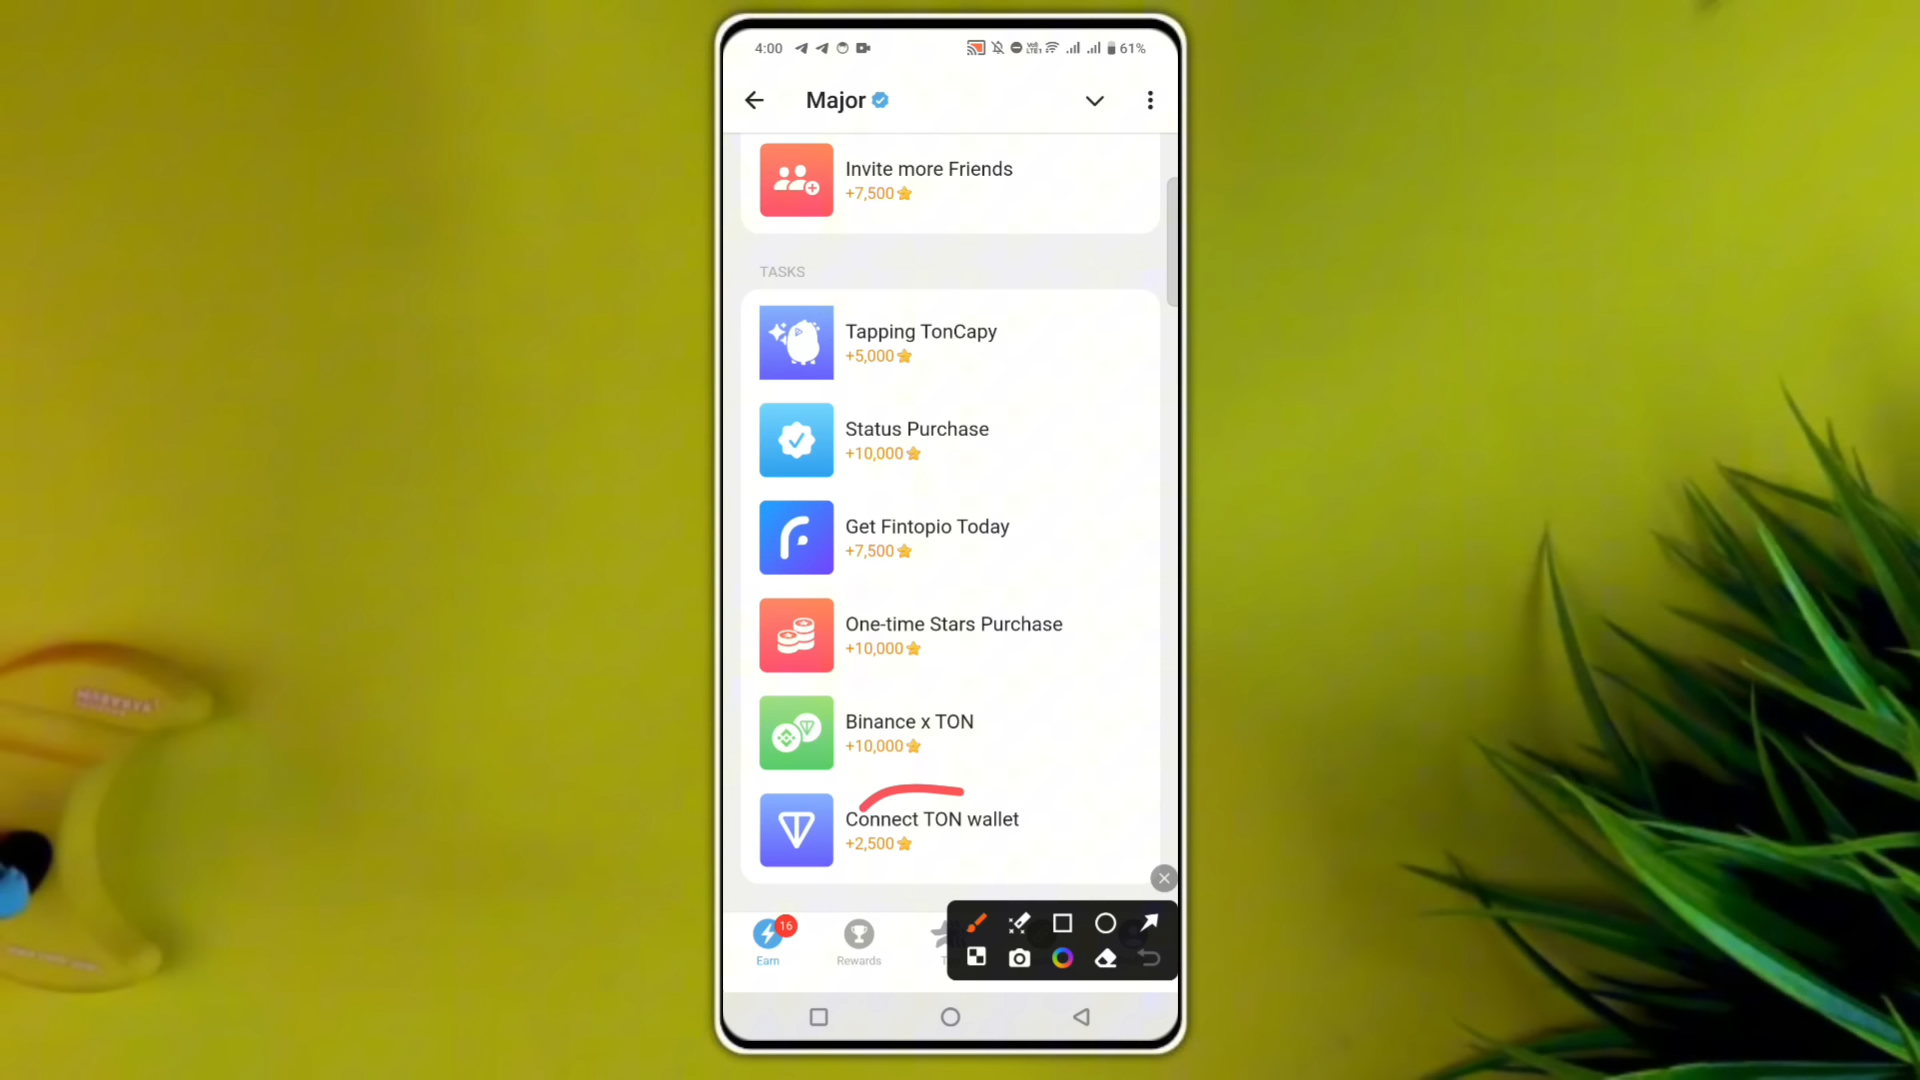 4:00
61%
Major
Invite more Friends
+7,500
TASKS
Tapping TonCapy
+5,000
Status Purchase
+10,000
Get Fintopio Today
+7,500
One-time Stars Purchase
+10,000
Binance x TON
+10,000
Connect TON wallet
+2,500
16
Earn
Rewards